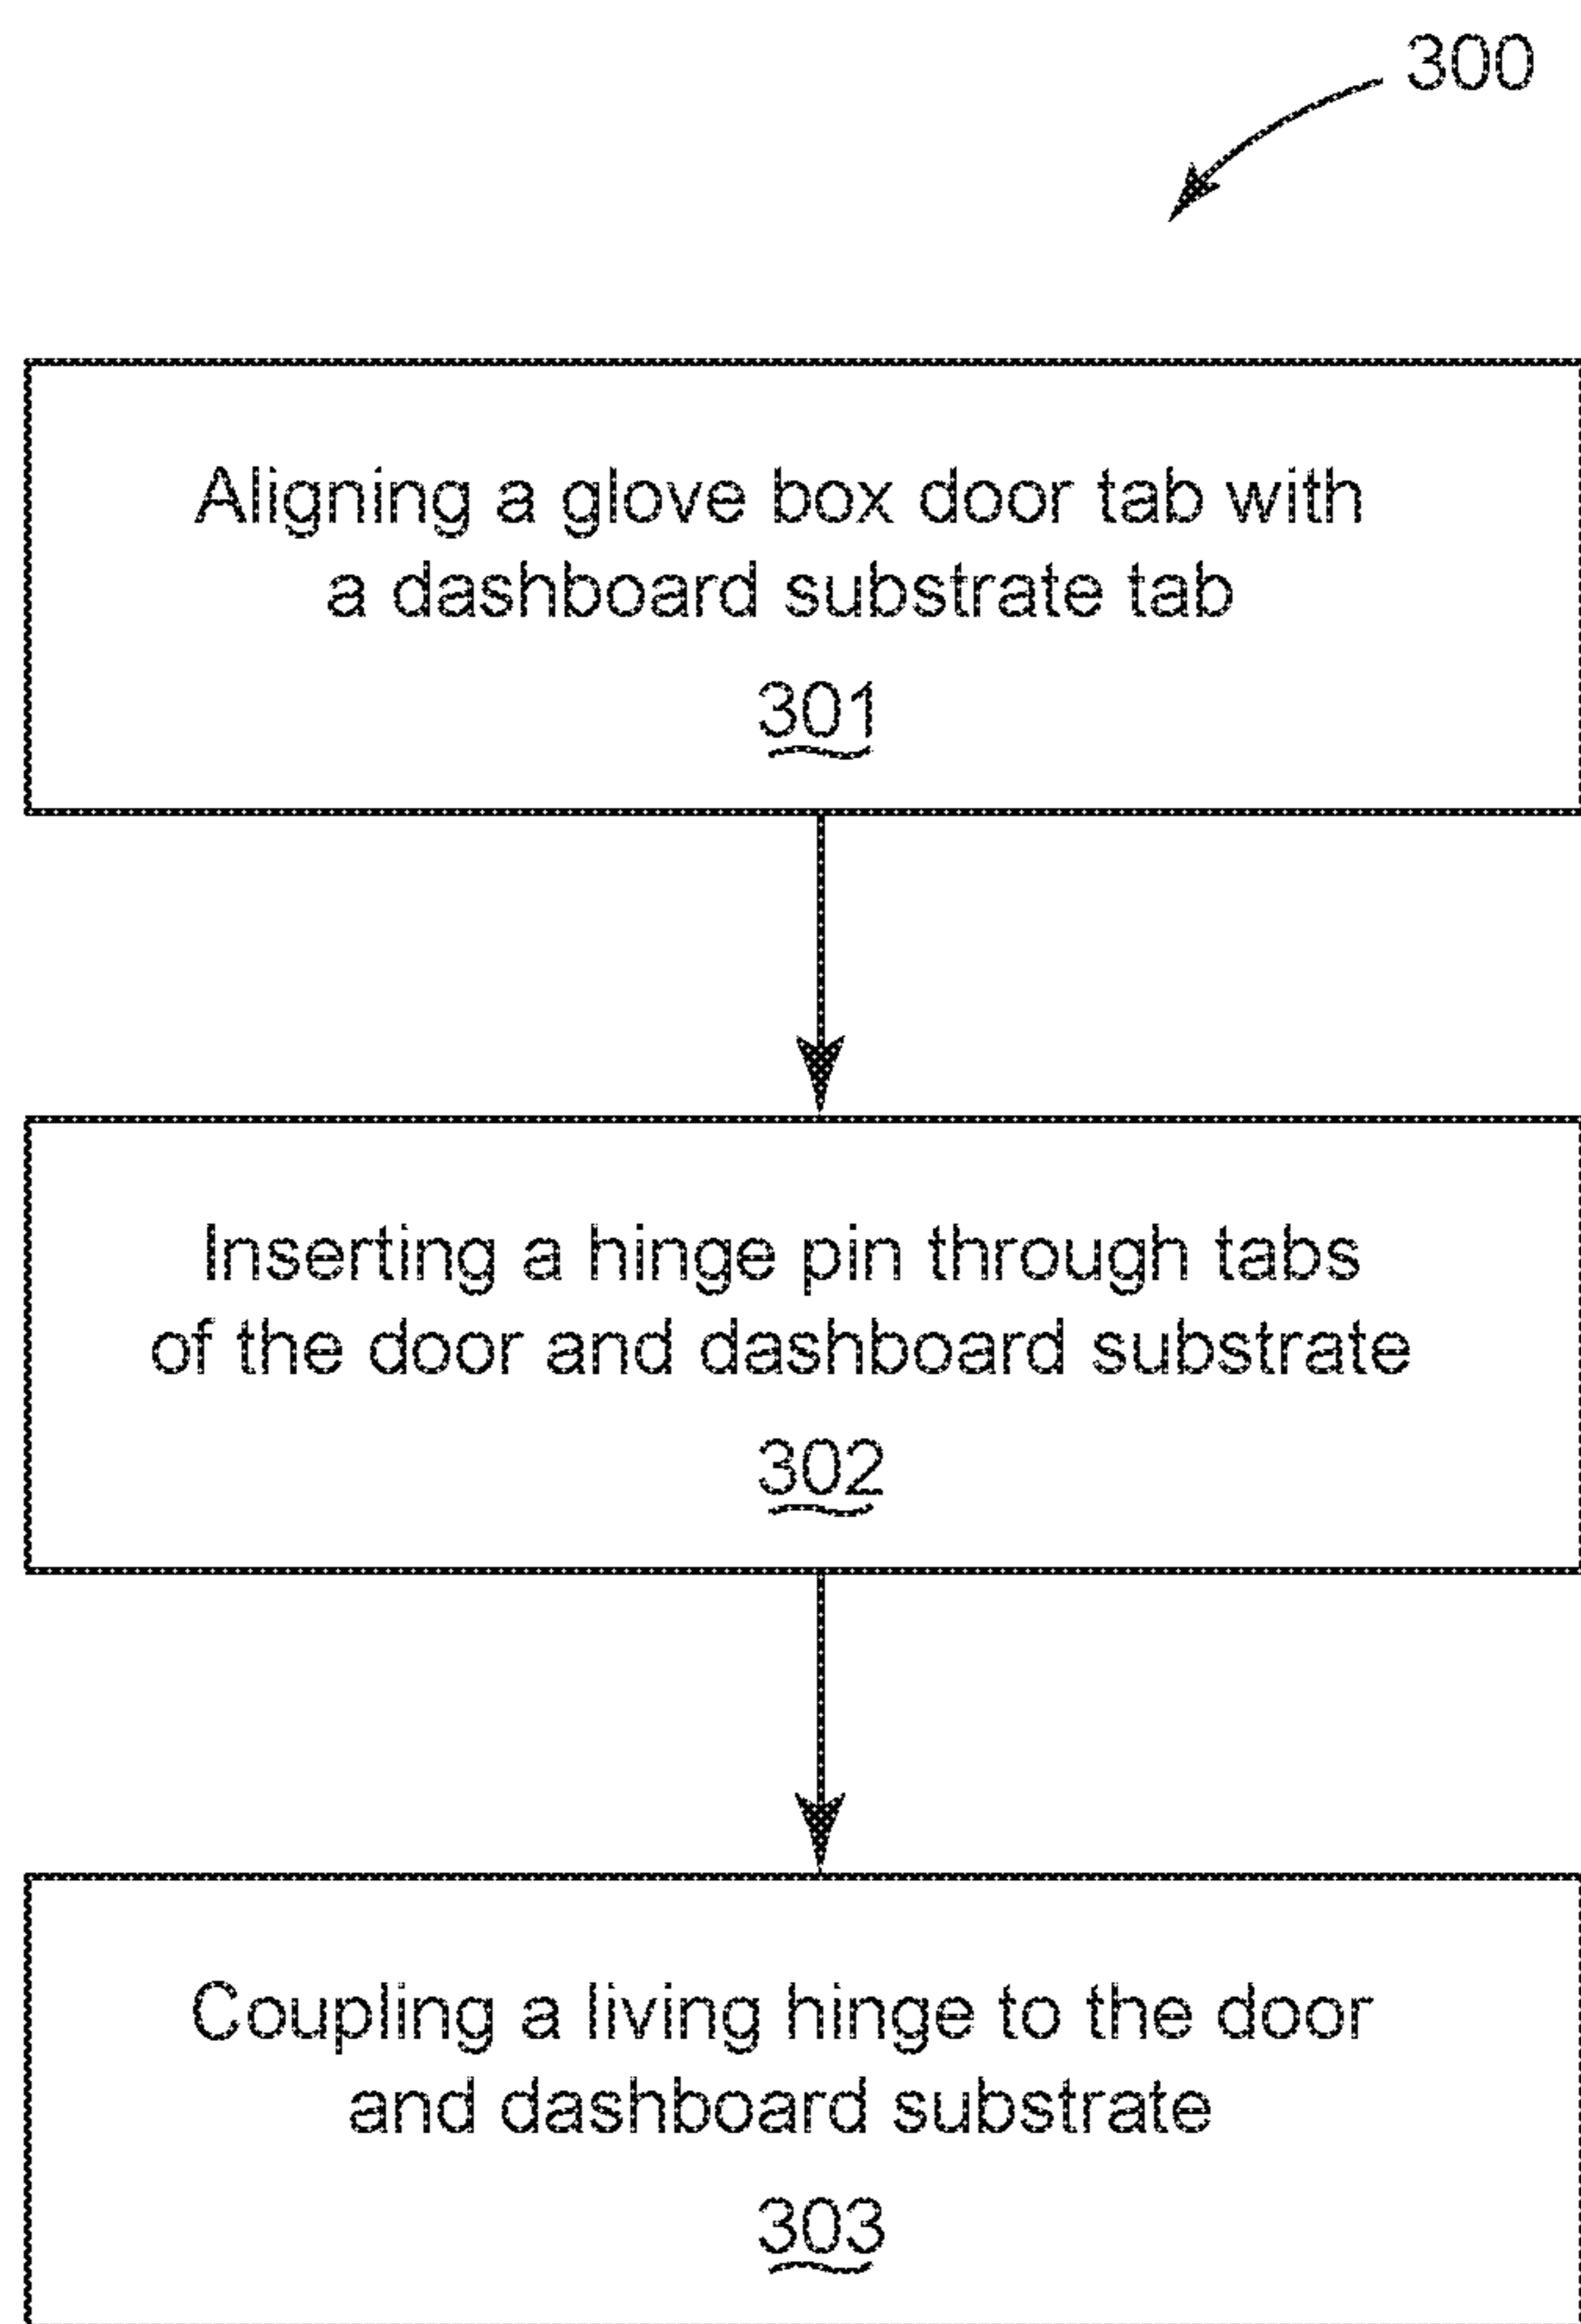 300
Aligning a glove box door tab with
a dashboard substrate tab
301
Inserting a hinge pin through tabs
of the door and dashboard substrate
302
Coupling a living hinge to the door
and dashboard substrate
303